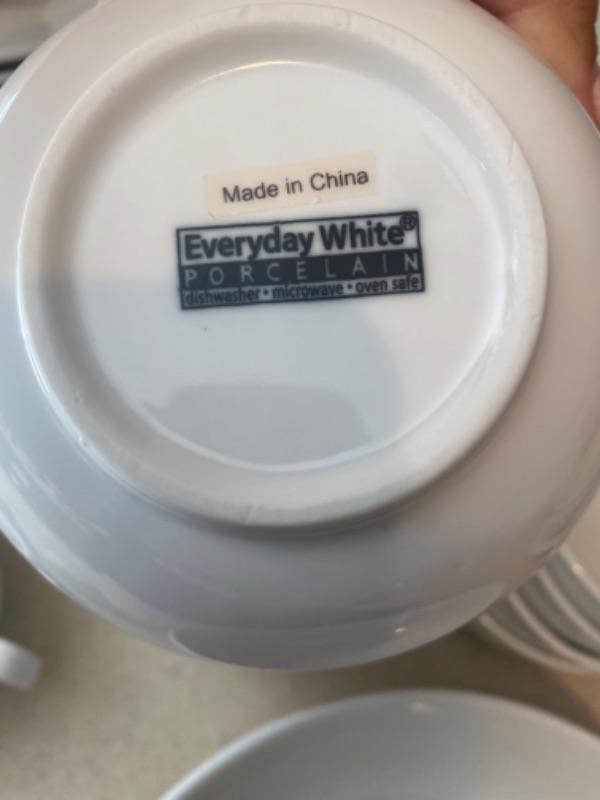 Made in China
Everyday White®
PORCELAIN
dishwasher • microwave • oven safe